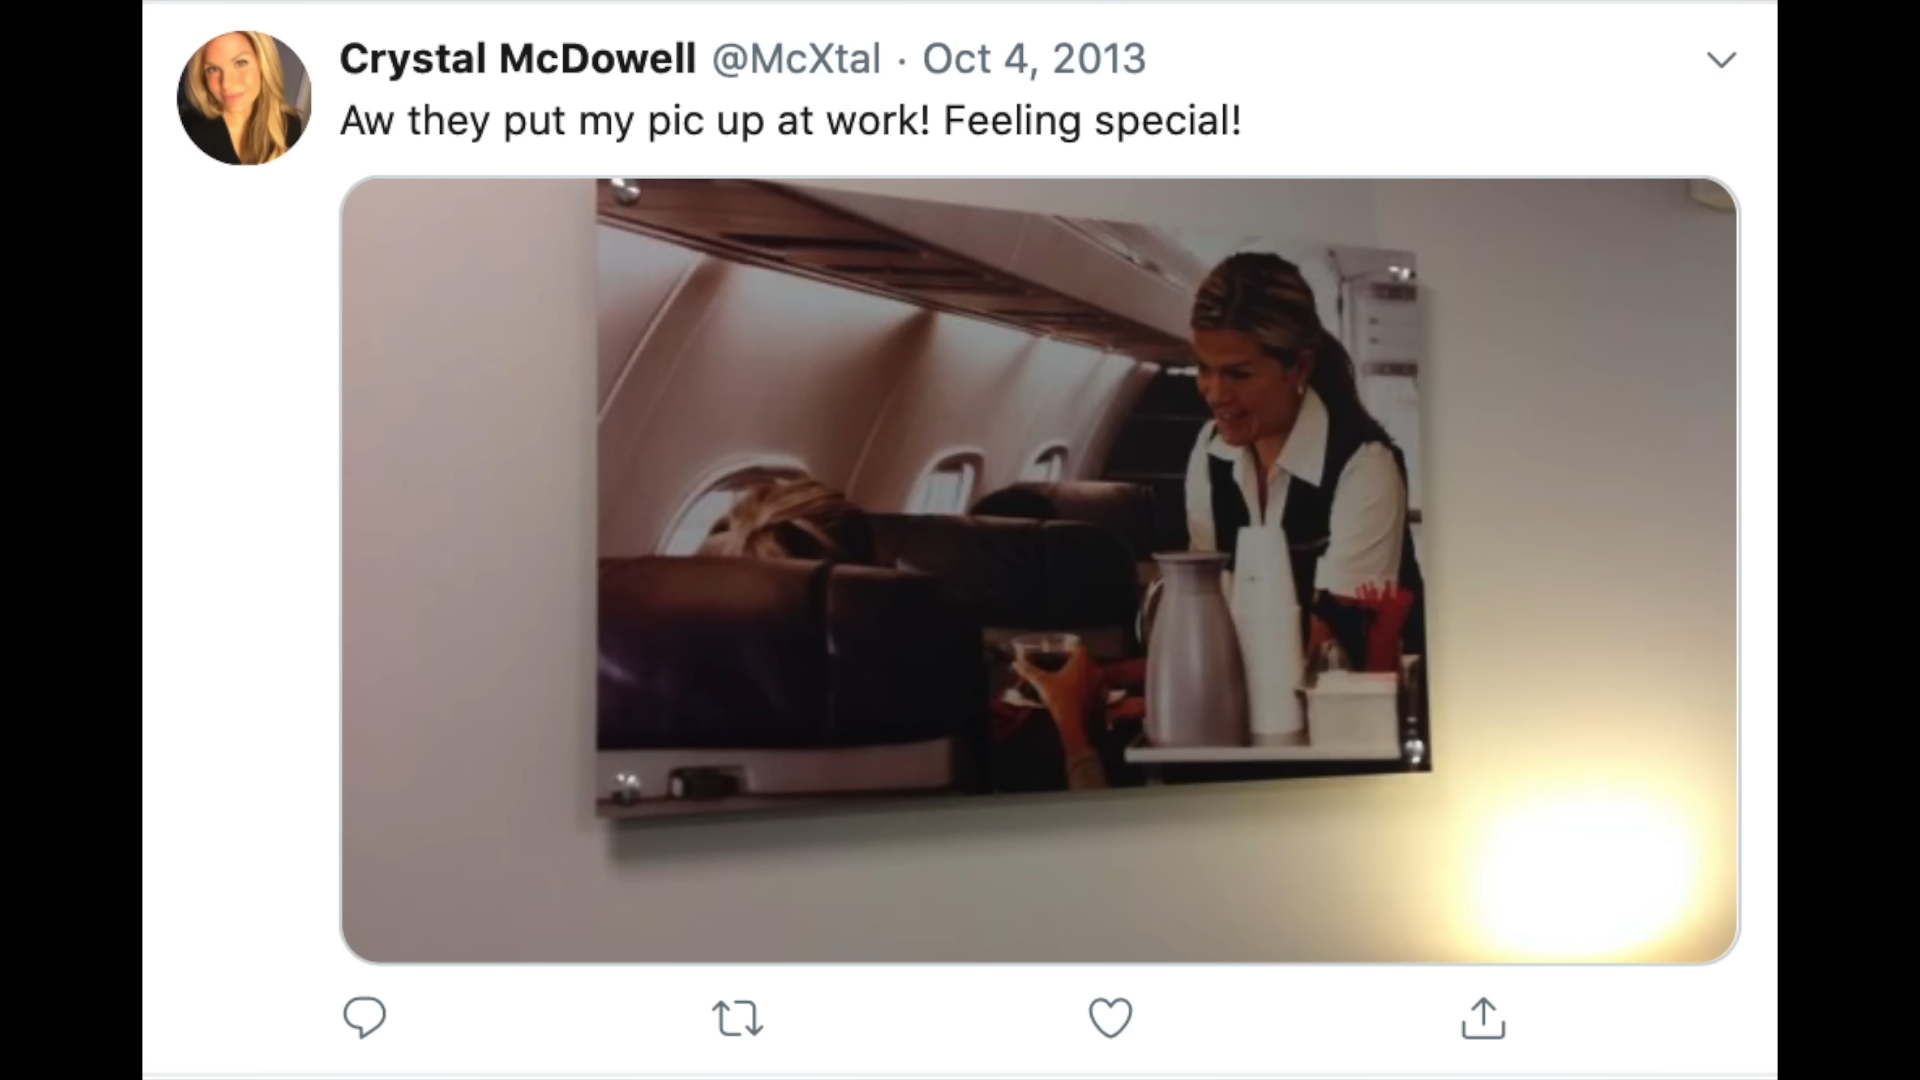 Crystal McDowell @McXtal · Oct 4, 2013
Aw they put my pic up at work! Feeling special!